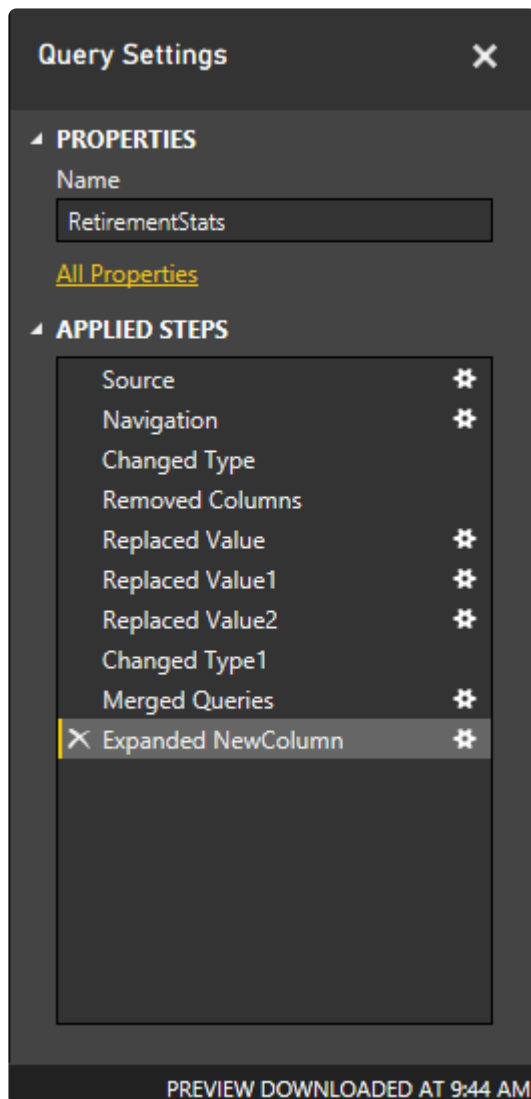 Query Settings
PROPERTIES
Name
RetirementStats
All Properties
APPLIED STEPS
Source
Navigation
Changed Type
Removed Columns
Replaced Value
Replaced Value1
Replaced Value2
Changed Type1
Merged Queries
Expanded NewColumn
PREVIEW DOWNLOADED AT 9:44 AM